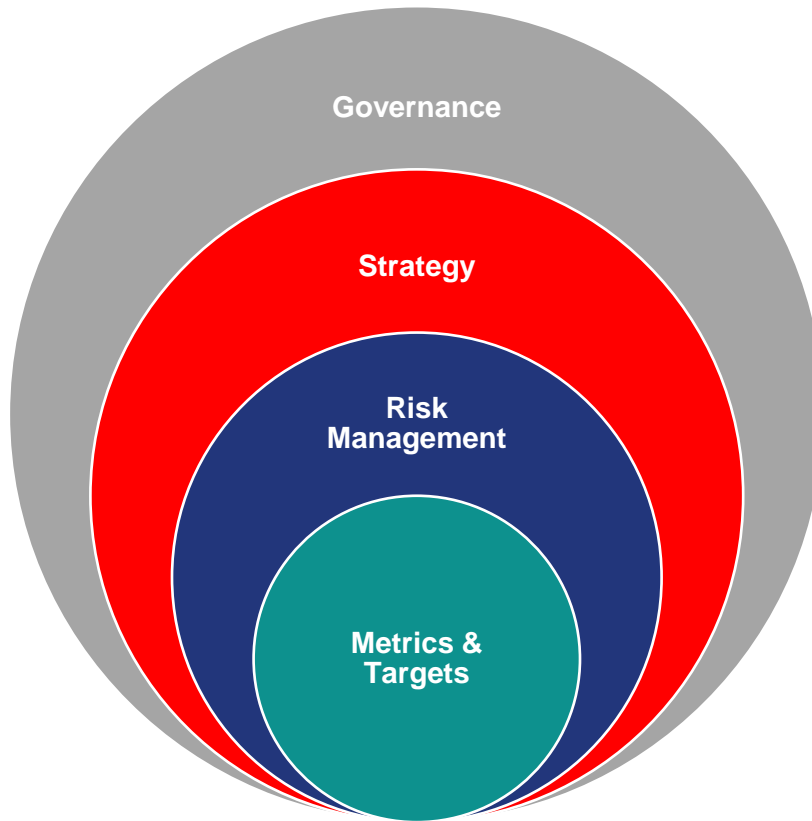 Governance
Strategy
Risk
Management
Metrics &
Targets